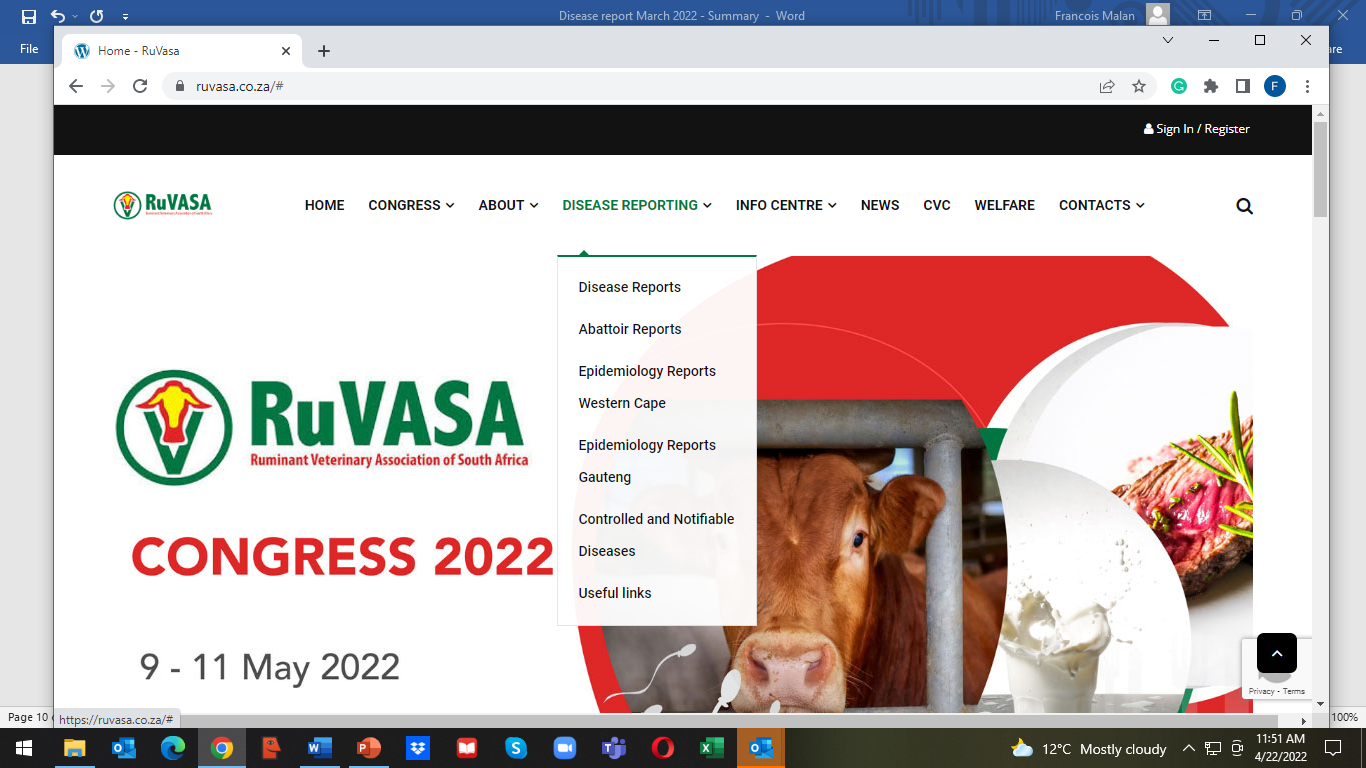 Disease report March 2022 - Summary - Word
Francois Malan
File
Home - RuVasa
ruvasa.co.za/#
F
Sign In / Register
RuVASA
HOME
CONGRESS
ABOUT
DISEASE REPORTING
INFO CENTRE
NEWS
CVC
WELFARE
CONTACTS
Disease Reports
Abattoir Reports
Epidemiology Reports
Western Cape
Epidemiology Reports
Gauteng
Controlled and Notifiable
Diseases
Useful links
RuVASA
Ruminant Veterinary Association of South Africa
CONGRESS 2022
9 - 11 May 2022
Privacy - Terms
Page 10
https://ruvasa.co.za/#
100%
12°C Mostly cloudy
11:51 AM
4/22/2022